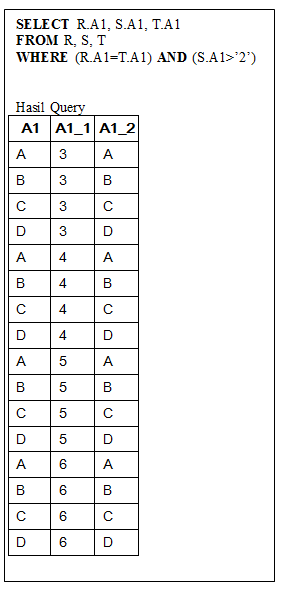 SELECT R.A1, S.A1, T.A1
FROM R, S, T
WHERE (R.A1=T.A1) AND (S.A1>’2’)
Hasil Query
A1 A1_1 A1_2
A 3 A
B 3 B
C 3 C
D 3 D
A 4 A
B 4 B
C 4 C
D 4 D
A 5 A
B 5 B
C 5 C
D 5 D
A 6 A
B 6 B
C 6 C
D 6 D